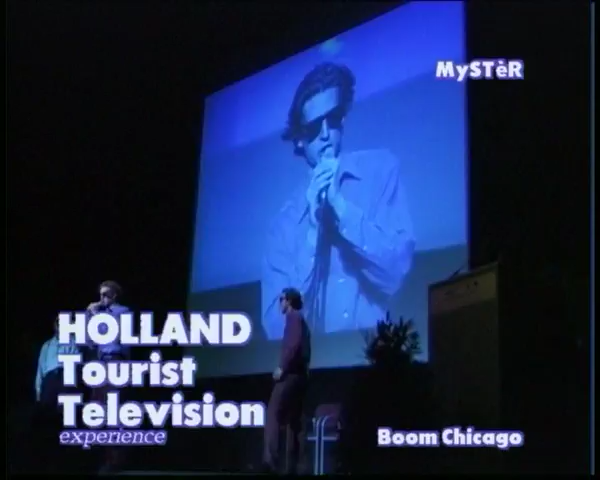 MySTèR
HOLLAND
Tourist
Television
experience
Boom Chicago